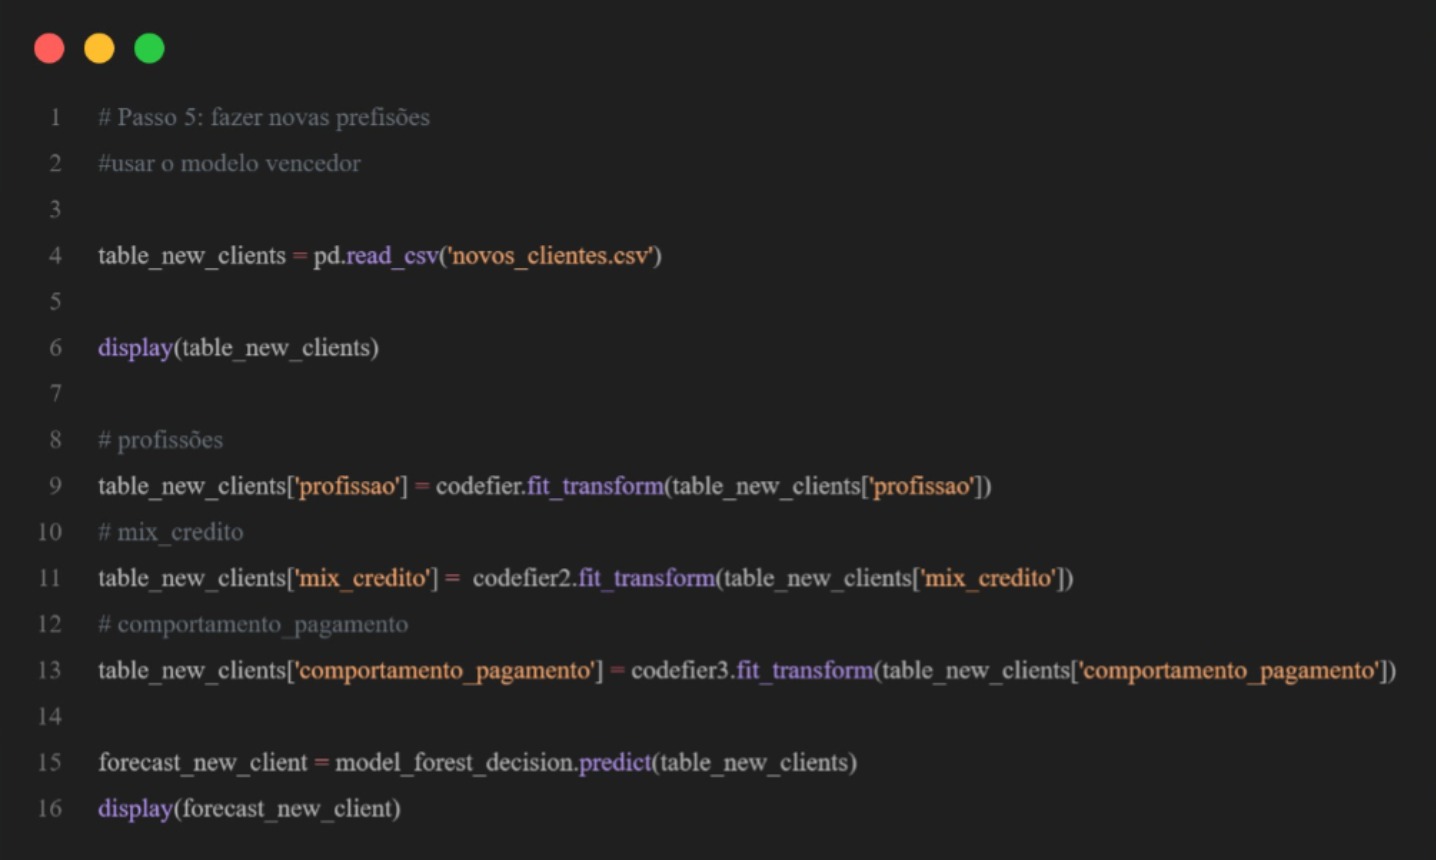 1 # Passo 5: fazer novas prefisões
2 #usar o modelo vencedor
3
4 table_new_clients = pd.read_csv('novos_clientes.csv')
5
6 display(table_new_clients)
7
8 # profissões
9 table_new_clients['profissao'] = codefier.fit_transform(table_new_clients['profissao'])
10 # mix_credito
11 table_new_clients['mix_credito'] =  codefier2.fit_transform(table_new_clients['mix_credito'])
12 # comportamento_pagamento
13 table_new_clients['comportamento_pagamento'] = codefier3.fit_transform(table_new_clients['comportamento_pagamento'])
14
15 forecast_new_client = model_forest_decision.predict(table_new_clients)
16 display(forecast_new_client)